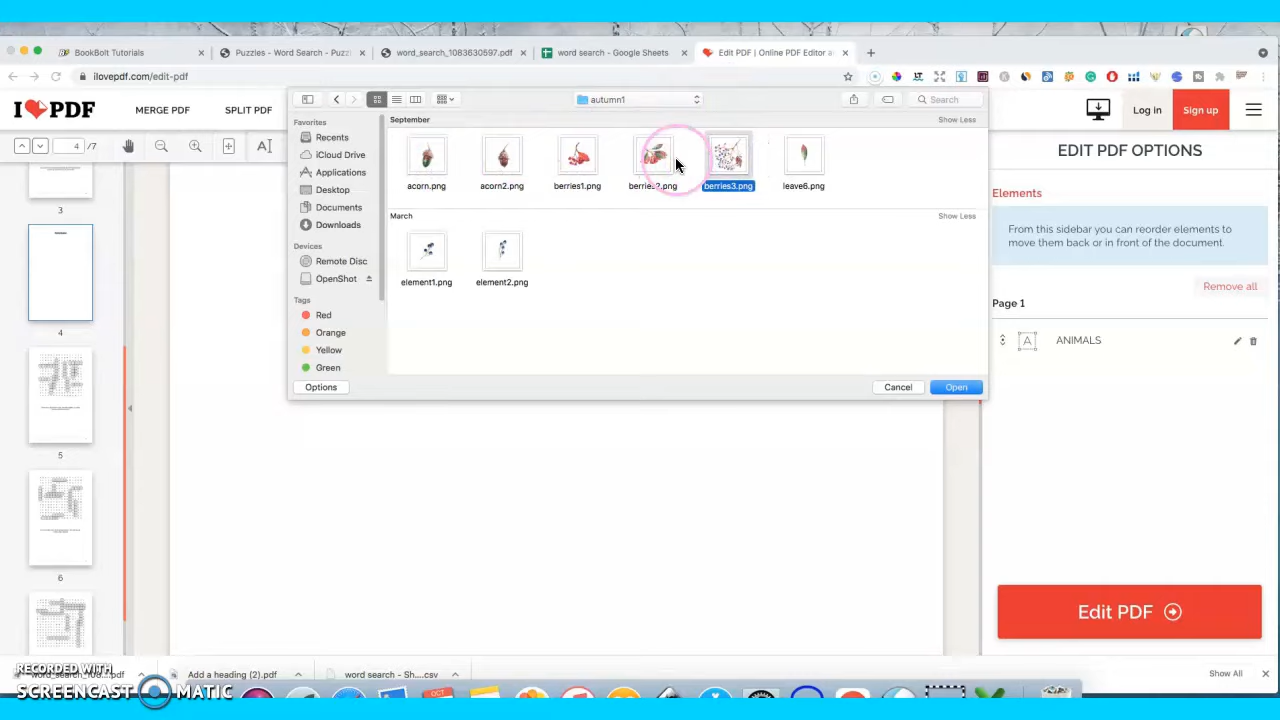 BookBolt Tutorials
Puzzles - Word Search - Puzzl
word_search_1083630597.pdf
word search - Google Sheets
Edit PDF | Online PDF Editor a
ilovepdf.com/edit-pdf
I PDF
MERGE PDF
SPLIT PDF
Log in
Sign up
4 /7
3
4
5
6
autumn1
Search
Favorites
Recents
iCloud Drive
Applications
Desktop
Documents
Downloads
Devices
Remote Disc
OpenShot
Tags
Red
Orange
Yellow
Green
September
Show Less
acorn.png
acorn2.png
berries1.png
berries2.png
berries3.png
leave6.png
March
Show Less
element1.png
element2.png
Options
Cancel
Open
EDIT PDF OPTIONS
Elements
From this sidebar you can reorder elements to
move them back or in front of the document.
Remove all
Page 1
A ANIMALS
Edit PDF
Add a heading (2).pdf
word search - Sh....csv
Show All
RECORDED WITH
SCREENCAST MATIC
OCT